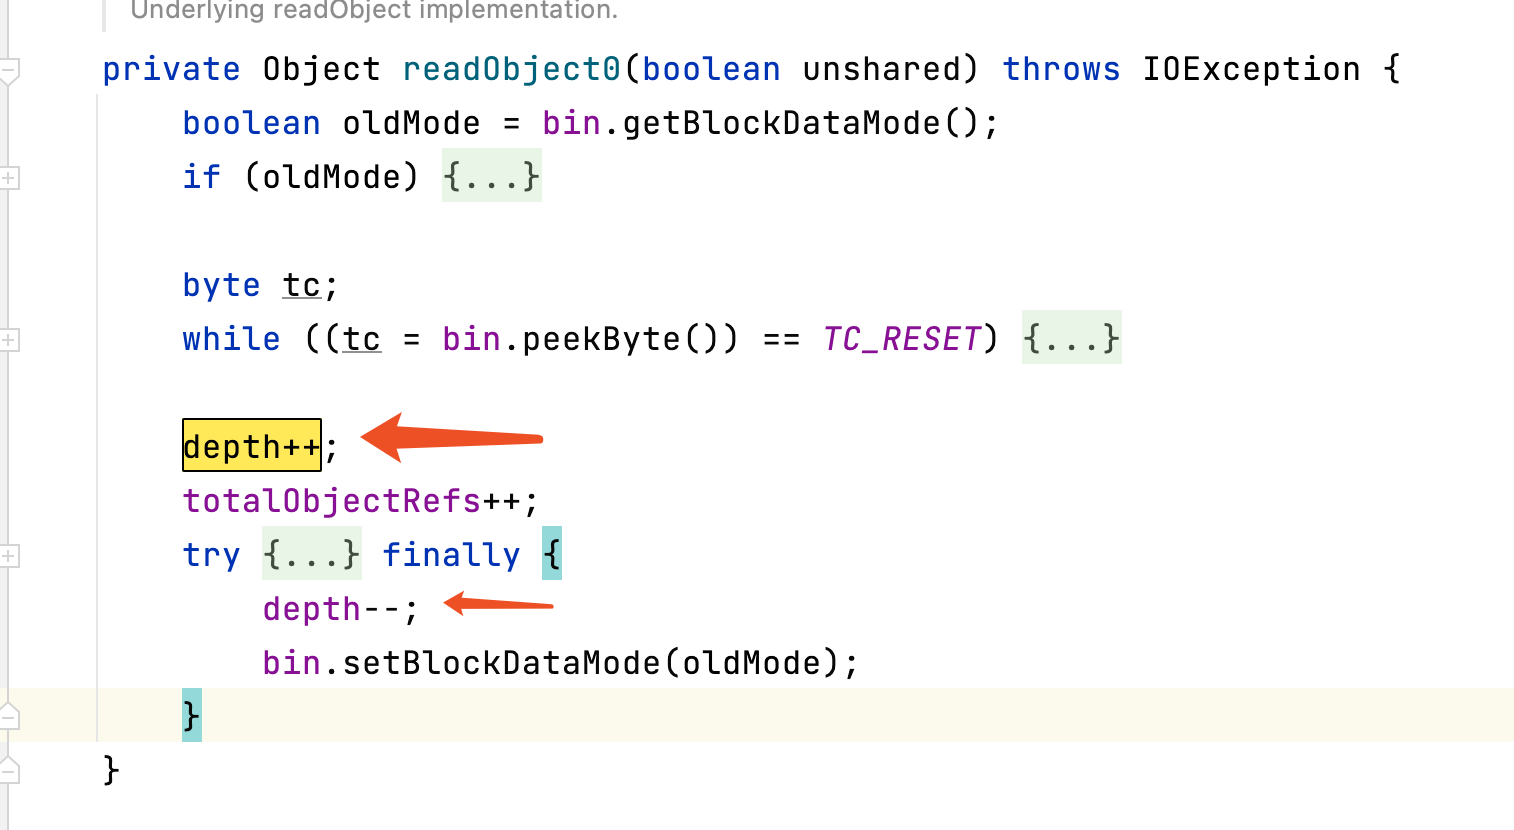 Underlying readObject implementation.
private Object readObject0(boolean unshared) throws IOException {
boolean oldMode = bin.getBlockDataMode();
if (oldMode) {...}
byte tc;
while ((tc = bin.peekByte()) == TC_RESET) {...}
depth++;
totalObjectRefs++;
try {...} finally {
depth--;
bin.setBlockDataMode(oldMode);
}
}